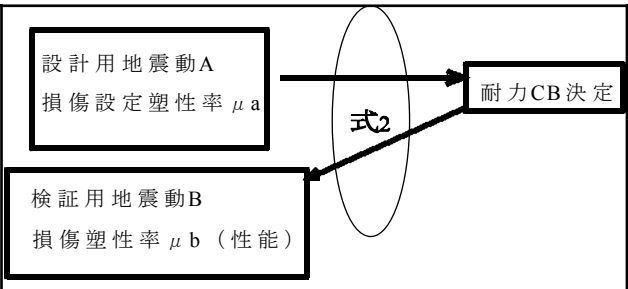 設計用地震動A
損傷設定塑性率μa
式2
耐力CB決定
検証用地震動B
損傷塑性率μb（性能）